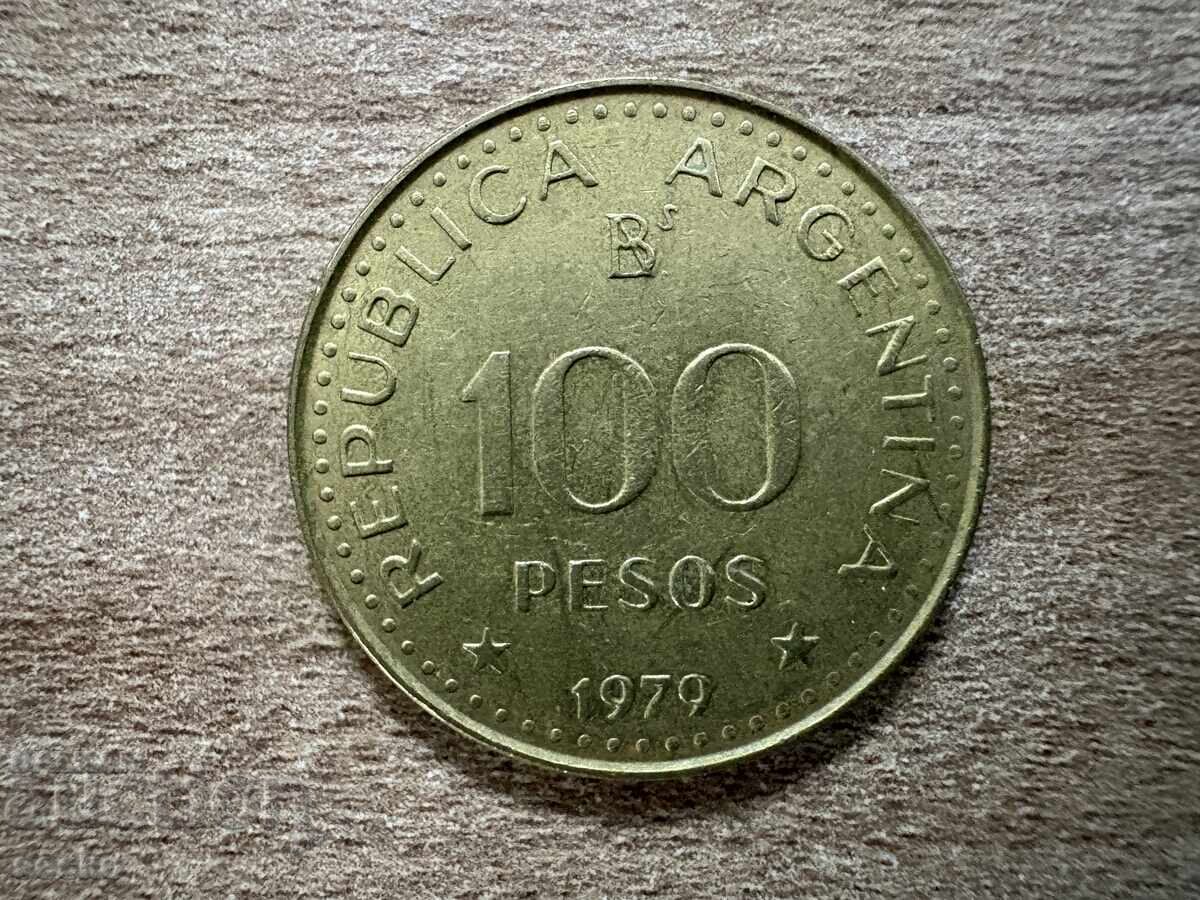 REPUBLICA ARGENTINA
Bs
100
PESOS
1979